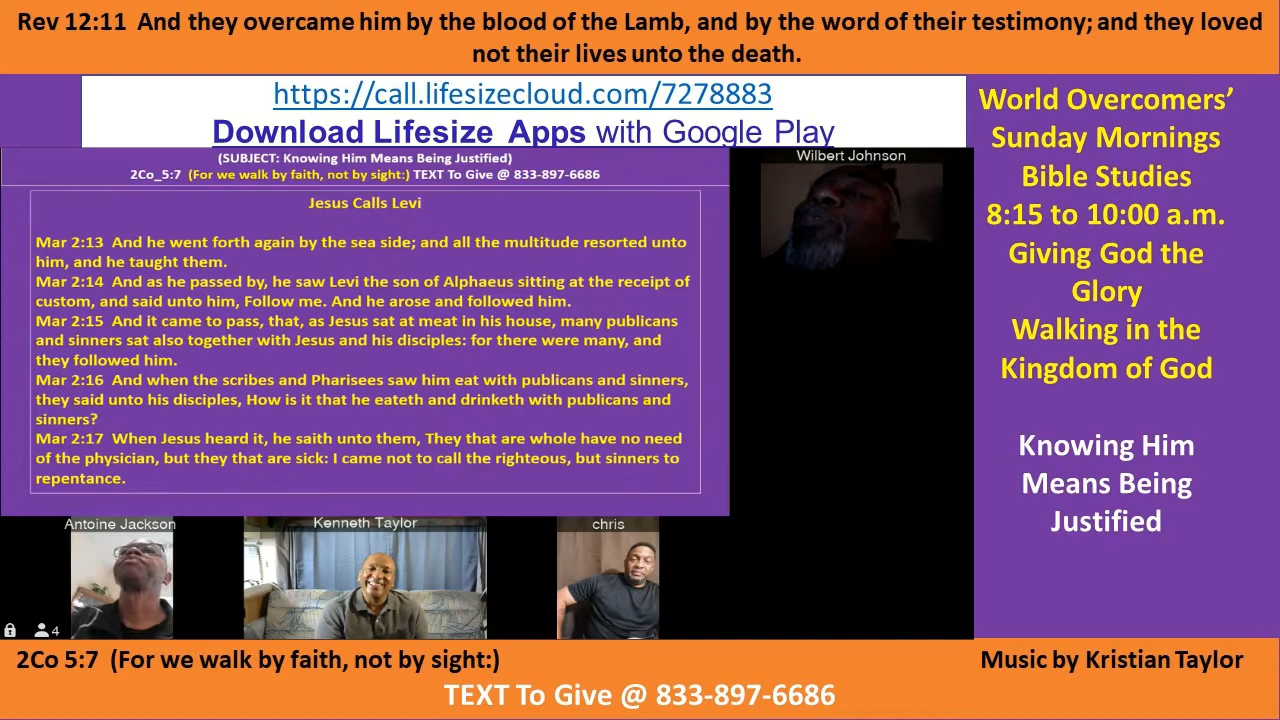 Rev 12:11  And they overcame him by the blood of the Lamb, and by the word of their testimony; and they loved
not their lives unto the death.
https://call.lifesizecloud.com/7278883
Download Lifesize Apps with Google Play
(SUBJECT: Knowing Him Means Being Justified)
2Co_5:7 (For we walk by faith, not by sight:) TEXT To Give @ 833-897-6686
Jesus Calls Levi
Mar 2:13 And he went forth again by the sea side; and all the multitude resorted unto
him, and he taught them.
Mar 2:14 And as he passed by, he saw Levi the son of Alphaeus sitting at the receipt of
custom, and said unto him, Follow me. And he arose and followed him.
Mar 2:15 And it came to pass, that, as Jesus sat at meat in his house, many publicans
and sinners sat also together with Jesus and his disciples: for there were many, and
they followed him.
Mar 2:16 And when the scribes and Pharisees saw him eat with publicans and sinners,
they said unto his disciples, How is it that he eateth and drinketh with publicans and
sinners?
Mar 2:17 When Jesus heard it, he saith unto them, They that are whole have no need
of the physician, but they that are sick: I came not to call the righteous, but sinners to
repentance.
Wilbert Johnson
Antoine Jackson
Kenneth Taylor
chris
4
World Overcomers'
Sunday Mornings
Bible Studies
8:15 to 10:00 a.m.
Giving God the
Glory
Walking in the
Kingdom of God
Knowing Him
Means Being
Justified
2Co 5:7 (For we walk by faith, not by sight:)
Music by Kristian Taylor
TEXT To Give @ 833-897-6686